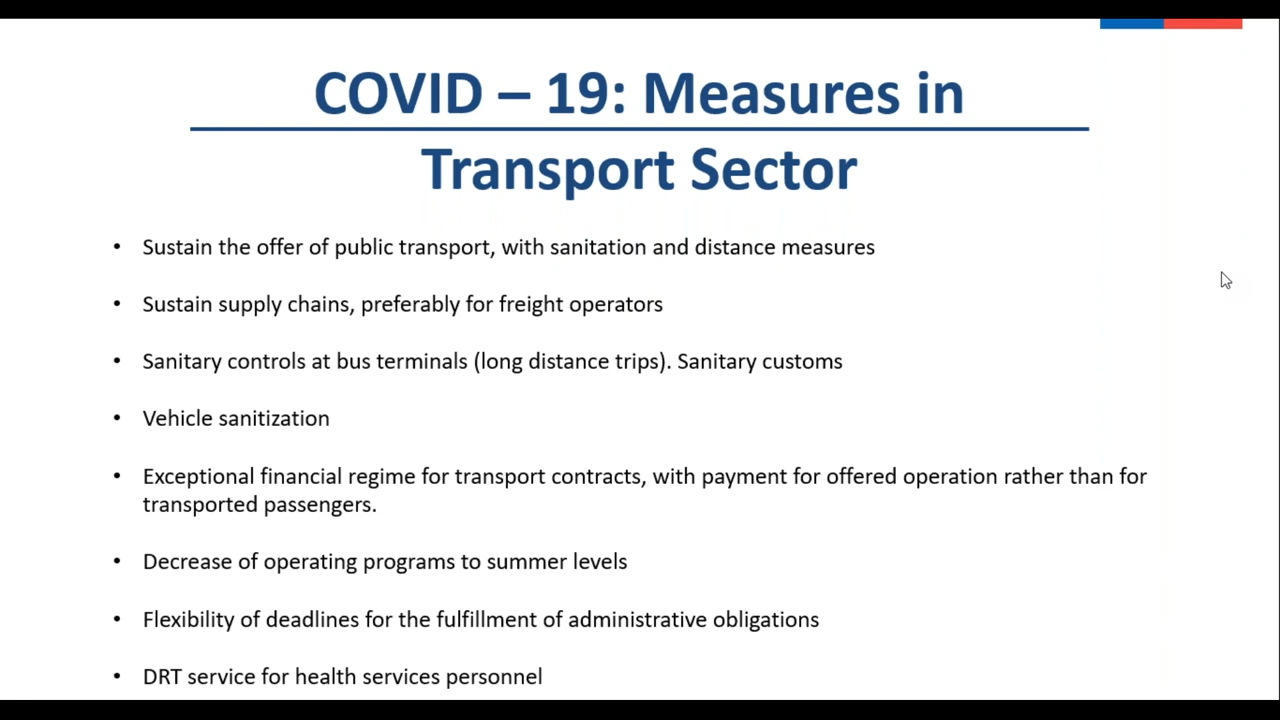 COVID – 19: Measures in
Transport Sector
• Sustain the offer of public transport, with sanitation and distance measures
• Sustain supply chains, preferably for freight operators
• Sanitary controls at bus terminals (long distance trips). Sanitary customs
• Vehicle sanitization
• Exceptional financial regime for transport contracts, with payment for offered operation rather than for
transported passengers.
• Decrease of operating programs to summer levels
• Flexibility of deadlines for the fulfillment of administrative obligations
• DRT service for health services personnel